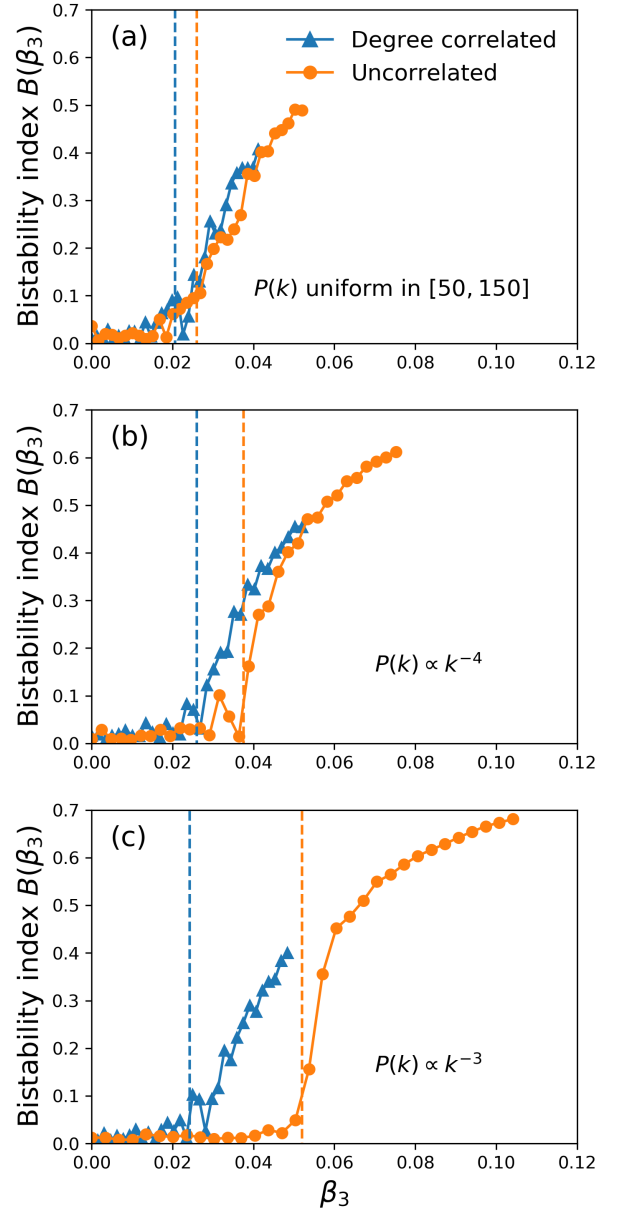 (a)
Degree correlated
Uncorrelated
P(k) uniform in [50, 150]
Bistability index B(β₃)
0.7
0.6
0.5
0.4
0.3
0.2
0.1
0.0
0.00 0.02 0.04 0.06 0.08 0.10 0.12
(b)
P(k) ∝ k⁻⁴
Bistability index B(β₃)
0.7
0.6
0.5
0.4
0.3
0.2
0.1
0.0
0.00 0.02 0.04 0.06 0.08 0.10 0.12
(c)
P(k) ∝ k⁻³
Bistability index B(β₃)
0.7
0.6
0.5
0.4
0.3
0.2
0.1
0.0
0.00 0.02 0.04 0.06 0.08 0.10 0.12
β₃